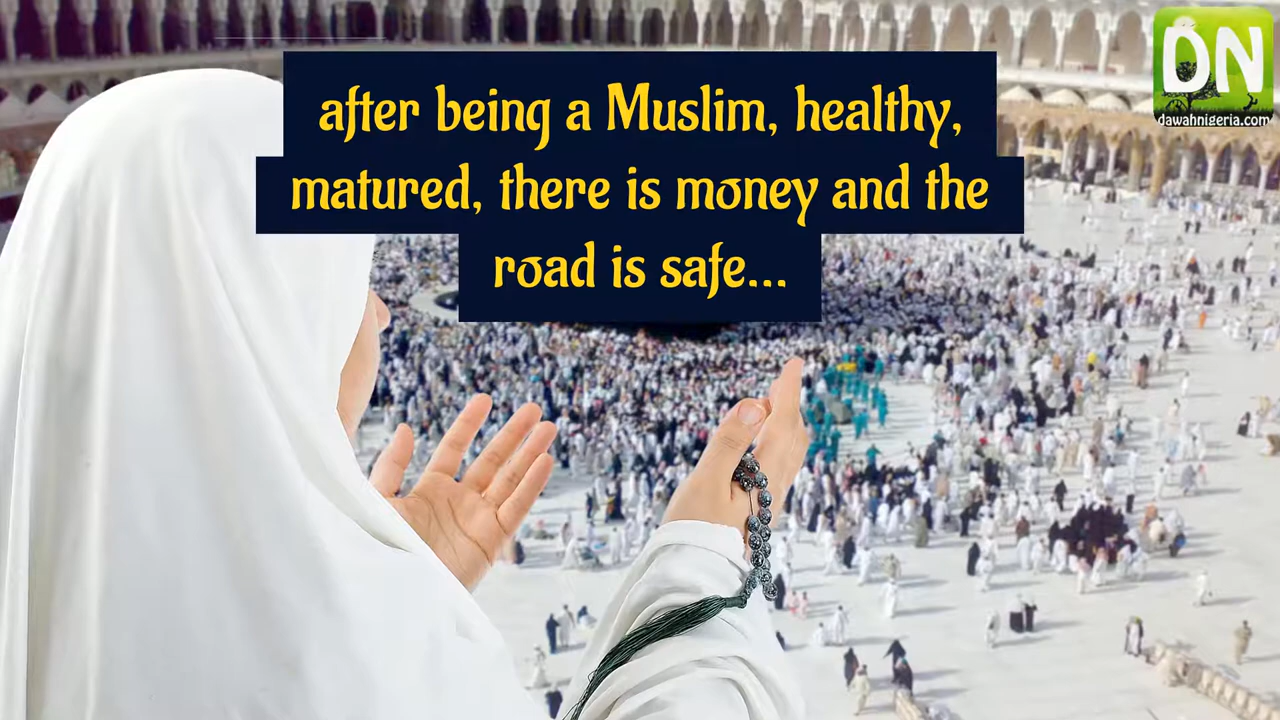 after being a Muslim, healthy,
matured, there is money and the
road is safe...
DN
dawahnigeria.com